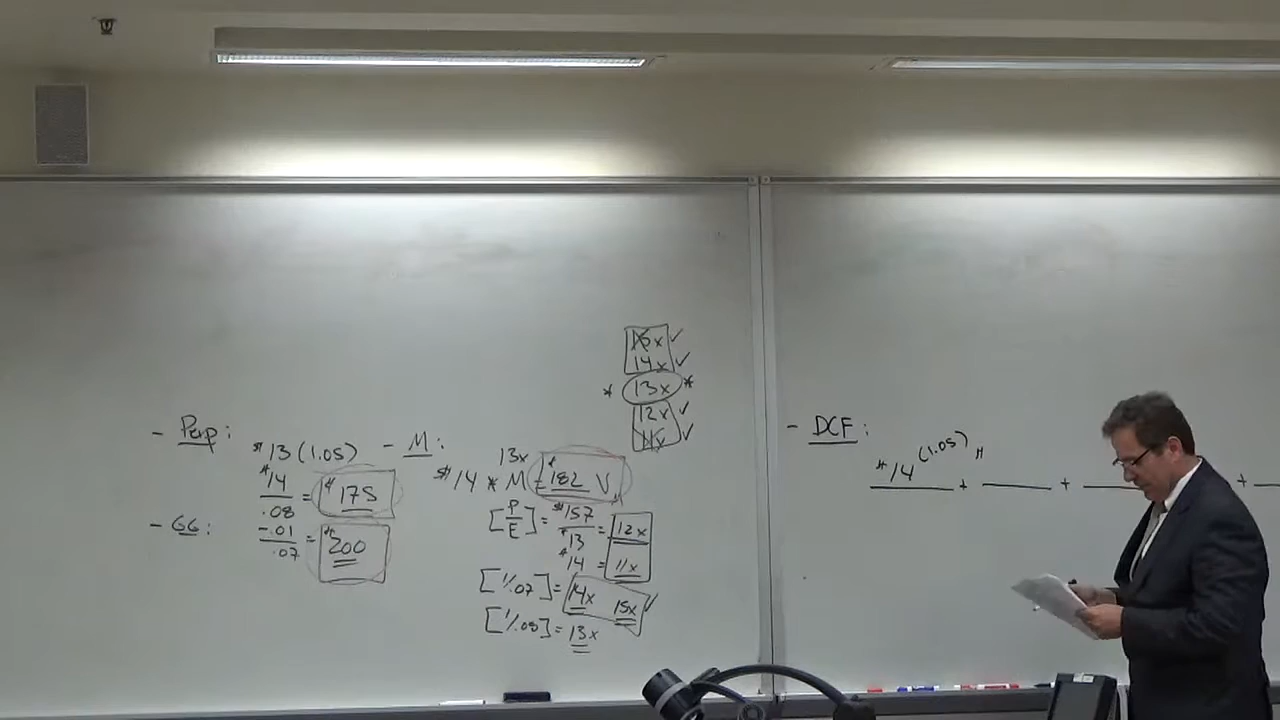 - Perp:
$13 (1.05)
$14
.08
= $175
- GG:
-.01
.07
= $200
- M:
13x
$14 * M = $182 V
[P/E] = $157
$13
= 12x
$14 = 11x
[1/.07] = 14x 15x ✓
[1/.08] = 13x
15x ✓
14x ✓
* 13x *
12x ✓
11x ✓
- DCF:
$14 (1.05)
+ + +